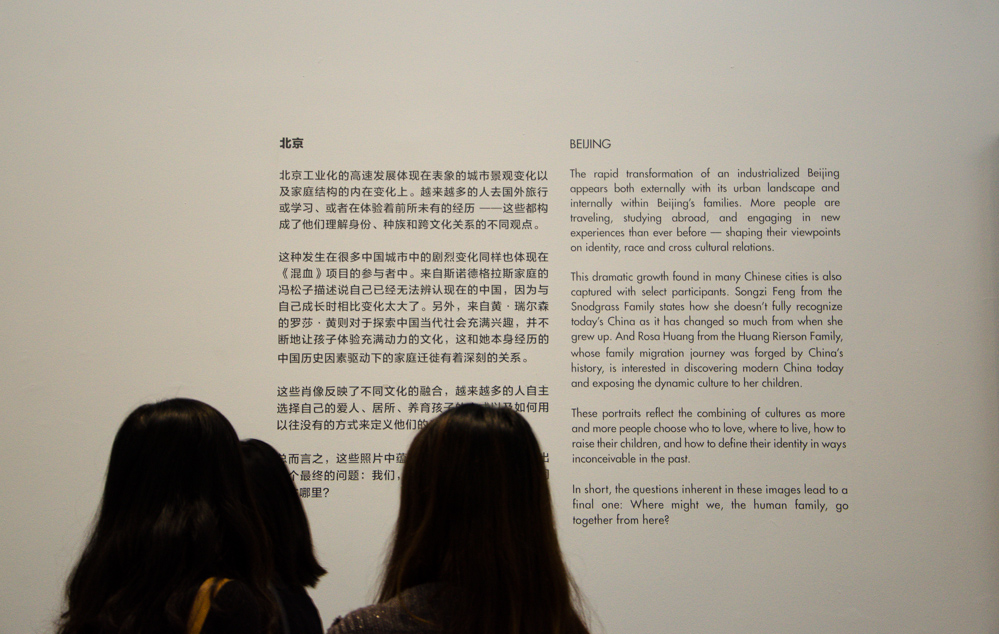 北京
北京工业化的高速发展体现在表象的城市景观变化以
及家庭结构的内在变化上。越来越多的人去国外旅行
或学习、或者在体验着前所未有的经历 ——这些都构
成了他们理解身份、种族和跨文化关系的不同观点。
这种发生在很多中国城市中的剧烈变化同样也体现在
《混血》项目的参与者中。来自斯诺德格拉斯家庭的
冯松子描述说自己已经无法辨认现在的中国，因为与
自己成长时相比变化太大了。另外，来自黄 · 瑞尔森
的罗莎 · 黄则对于探索中国当代社会充满兴趣，并不
断地让孩子体验充满动力的文化，这和她本身经历的
中国历史因素驱动下的家庭迁徙有着深刻的关系。
这些肖像反映了不同文化的融合，越来越多的人自主
选择自己的爱人、居所、养育孩子 如何用
以往没有的方式来定义他们的
而言之，这些照片中蕴 出
个最终的问题：我们，
哪里？
BEIJING
The rapid transformation of an industrialized Beijing
appears both externally with its urban landscape and
internally within Beijing's families. More people are
traveling, studying abroad, and engaging in new
experiences than ever before — shaping their viewpoints
on identity, race and cross cultural relations.
This dramatic growth found in many Chinese cities is also
captured with select participants. Songzi Feng from the
Snodgrass Family states how she doesn't fully recognize
today's China as it has changed so much from when she
grew up. And Rosa Huang from the Huang Rierson Family,
whose family migration journey was forged by China's
history, is interested in discovering modern China today
and exposing the dynamic culture to her children.
These portraits reflect the combining of cultures as more
and more people choose who to love, where to live, how to
raise their children, and how to define their identity in ways
inconceivable in the past.
In short, the questions inherent in these images lead to a
final one: Where might we, the human family, go
together from here?